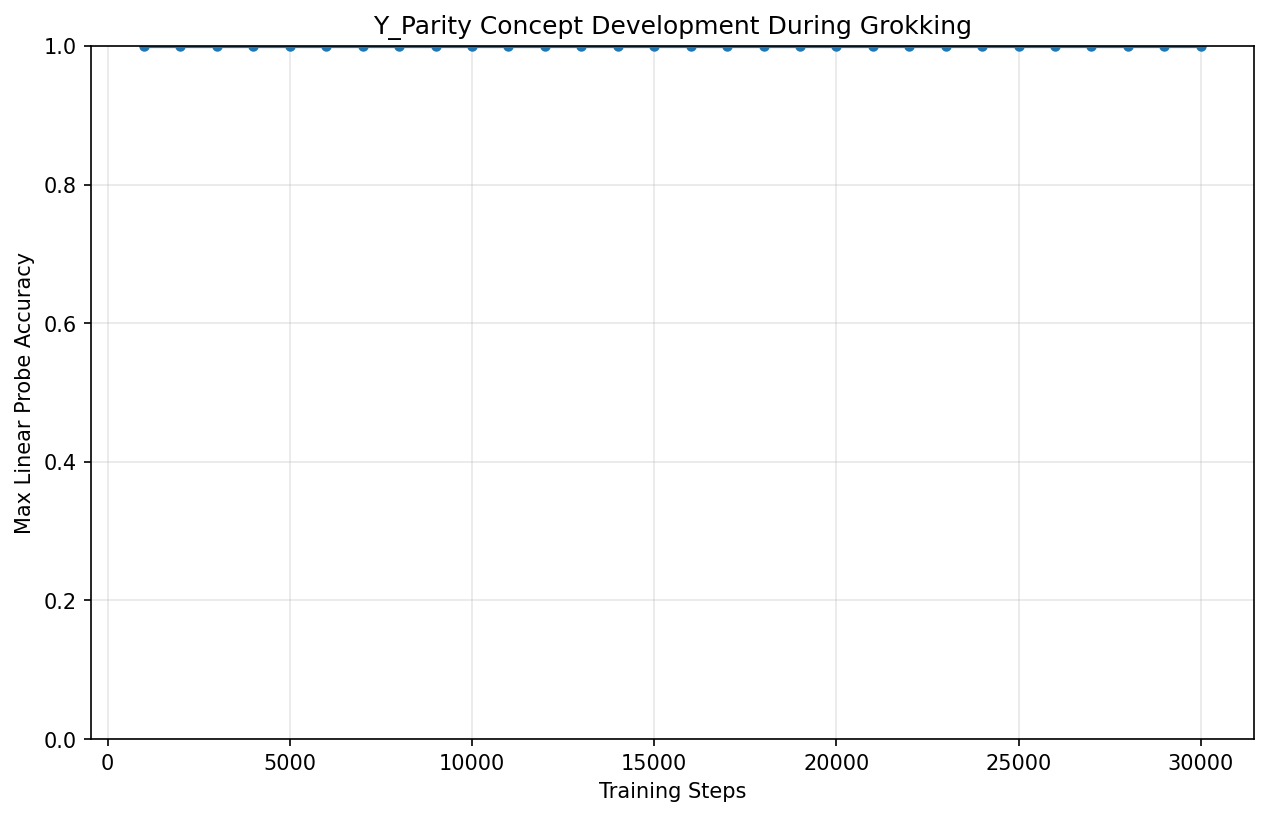 Y_Parity Concept Development During Grokking
1.0
0.8
0.6
0.4
0.2
0.0
Max Linear Probe Accuracy
0 5000 10000 15000 20000 25000 30000
Training Steps